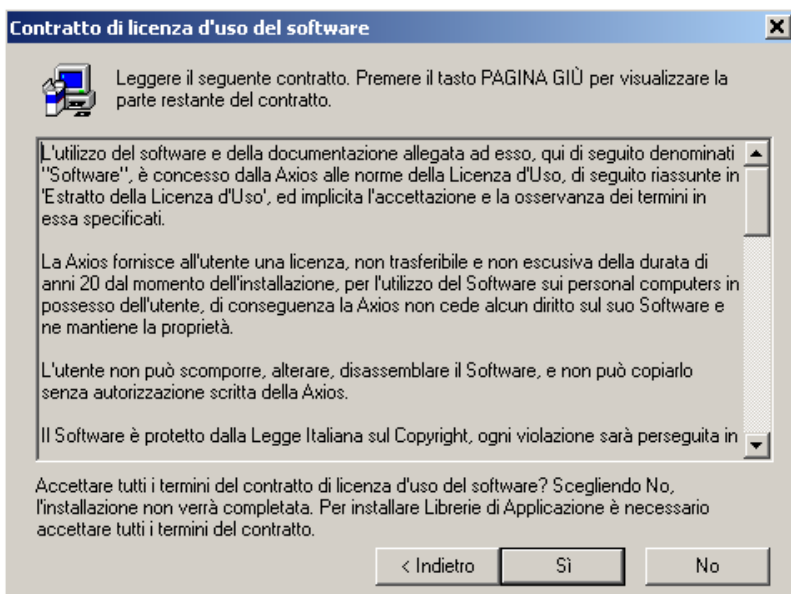 Contratto di licenza d'uso del software
Leggere il seguente contratto. Premere il tasto PAGINA GIÙ per visualizzare la
parte restante del contratto.
L'utilizzo del software e della documentazione allegata ad esso, qui di seguito denominati
"Software", è concesso dalla Axios alle norme della Licenza d'Uso, di seguito riassunte in
'Estratto della Licenza d'Uso', ed implicita l'accettazione e la osservanza dei termini in
essa specificati.
La Axios fornisce all'utente una licenza, non trasferibile e non escusiva della durata di
anni 20 dal momento dell'installazione, per l'utilizzo del Software sui personal computers in
possesso dell'utente, di conseguenza la Axios non cede alcun diritto sul suo Software e
ne mantiene la proprietà.
L'utente non può scomporre, alterare, disassemblare il Software, e non può copiarlo
senza autorizzazione scritta della Axios.
Il Software è protetto dalla Legge Italiana sul Copyright, ogni violazione sarà perseguita in
Accettare tutti i termini del contratto di licenza d'uso del software? Scegliendo No,
l'installazione non verrà completata. Per installare Librerie di Applicazione è necessario
accettare tutti i termini del contratto.
< Indietro Sì No